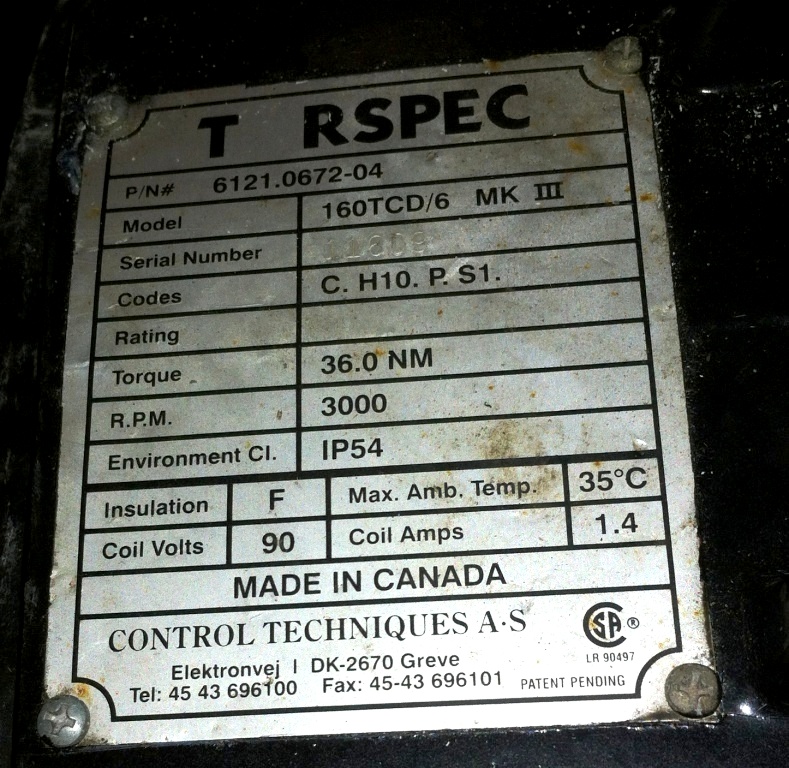 T RSPEC
P/N# 6121.0672-04
Model 160TCD/6 MK III
Serial Number
Codes C. H10. P. S1.
Rating
Torque 36.0 NM
R.P.M. 3000
Environment Cl. IP54
Insulation F Max. Amb. Temp. 35°C
Coil Volts 90 Coil Amps 1.4
MADE IN CANADA
CONTROL TECHNIQUES A·S
Elektronvej 1 DK-2670 Greve
Tel: 45 43 696100 Fax: 45-43 696101
CSA ®
LR 90497
PATENT PENDING